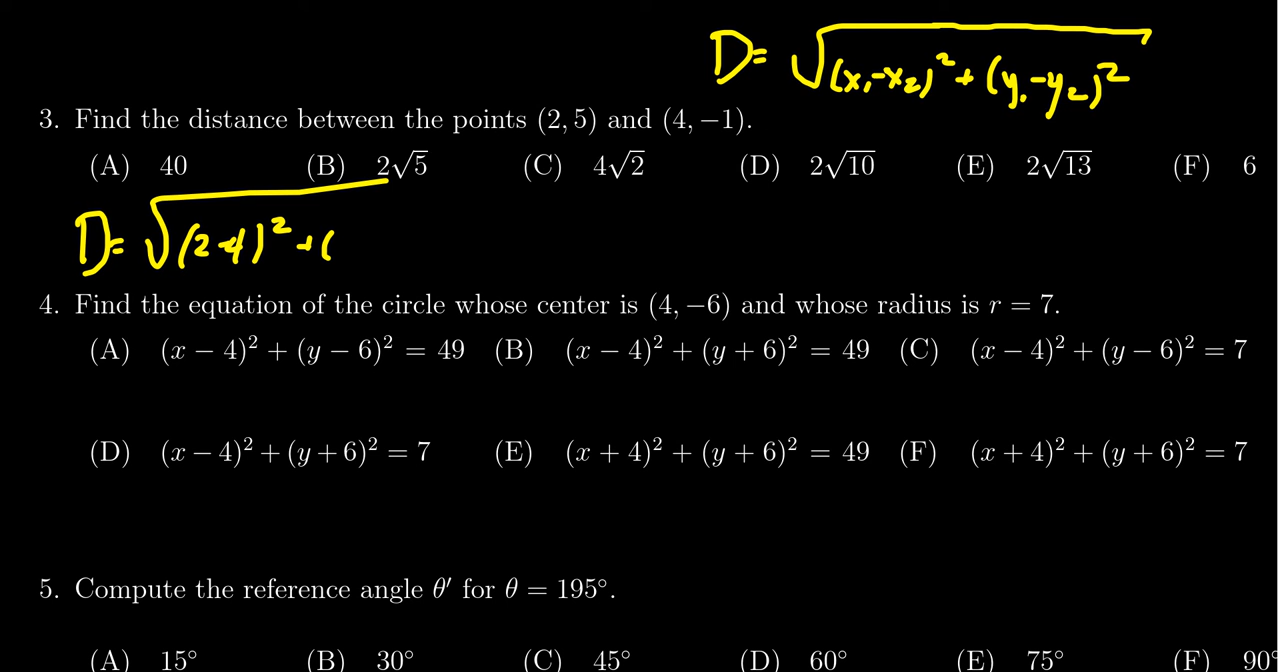 D = √(x₁ - x₂)² + (y₁ - y₂)²
3. Find the distance between the points (2, 5) and (4, −1).
(A) 40 (B) 2√5 (C) 4√2 (D) 2√10 (E) 2√13 (F) 6
D = √(2-4)² + (
4. Find the equation of the circle whose center is (4, −6) and whose radius is r = 7.
(A) (x − 4)² + (y − 6)² = 49 (B) (x − 4)² + (y + 6)² = 49 (C) (x − 4)² + (y − 6)² = 7
(D) (x − 4)² + (y + 6)² = 7 (E) (x + 4)² + (y + 6)² = 49 (F) (x + 4)² + (y + 6)² = 7
5. Compute the reference angle θ′ for θ = 195°.
(A) 15° (B) 30° (C) 45° (D) 60° (E) 75° (F) 90°